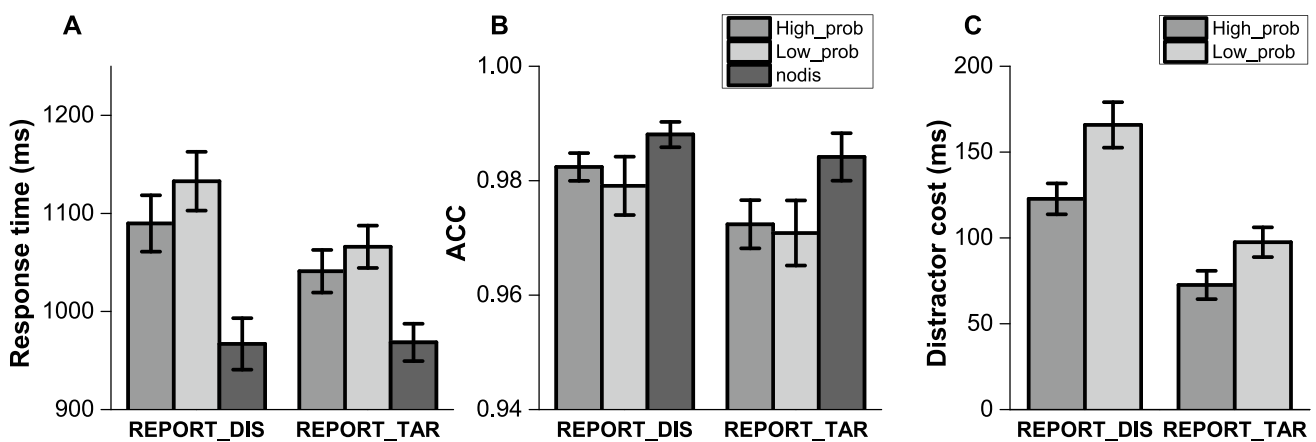 A
Response time (ms)
1200
1100
1000
900
REPORT_DIS
REPORT_TAR
B
High_prob
Low_prob
nodis
ACC
1.00
0.98
0.96
0.94
REPORT_DIS
REPORT_TAR
C
High_prob
Low_prob
Distractor cost (ms)
200
150
100
50
0
REPORT_DIS
REPORT_TAR